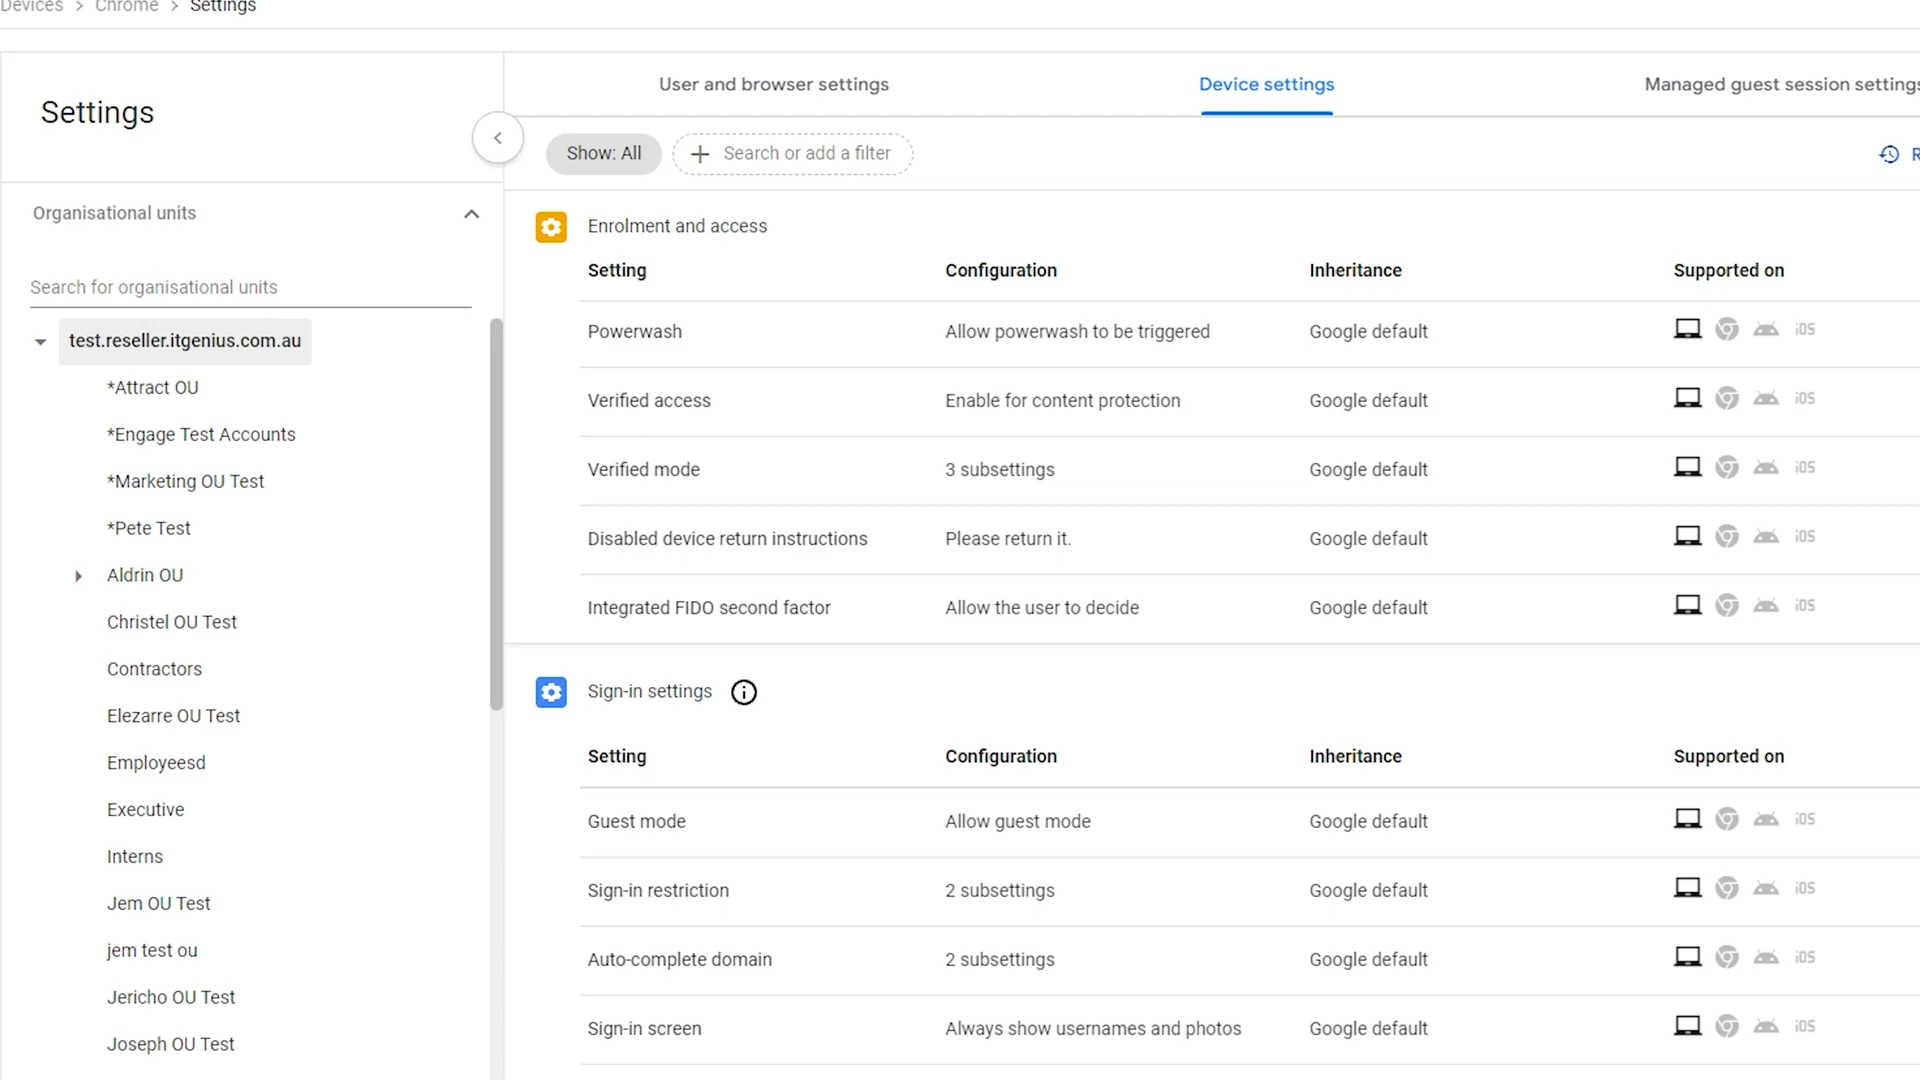 Devices > Chrome > Settings
Settings
Organisational units
Search for organisational units
test.reseller.itgenius.com.au
*Attract OU
*Engage Test Accounts
*Marketing OU Test
*Pete Test
Aldrin OU
Christel OU Test
Contractors
Elezarre OU Test
Employeesd
Executive
Interns
Jem OU Test
jem test ou
Jericho OU Test
Joseph OU Test
User and browser settings
Device settings
Managed guest session settings
Show: All
Search or add a filter
R
Enrolment and access
Setting Configuration Inheritance Supported on
Powerwash Allow powerwash to be triggered Google default iOS
Verified access Enable for content protection Google default iOS
Verified mode 3 subsettings Google default iOS
Disabled device return instructions Please return it. Google default iOS
Integrated FIDO second factor Allow the user to decide Google default iOS
Sign-in settings
Setting Configuration Inheritance Supported on
Guest mode Allow guest mode Google default iOS
Sign-in restriction 2 subsettings Google default iOS
Auto-complete domain 2 subsettings Google default iOS
Sign-in screen Always show usernames and photos Google default iOS